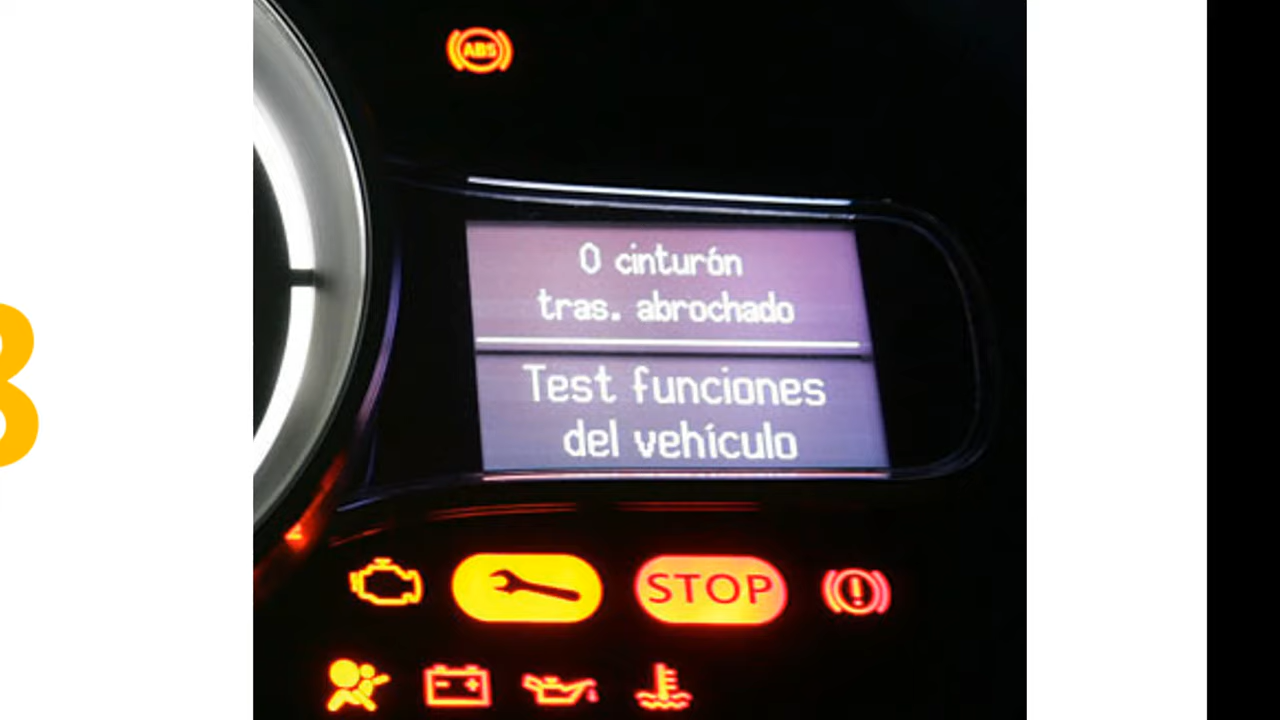 ABS
0 cinturón
tras. abrochado
Test funciones
del vehículo
STOP